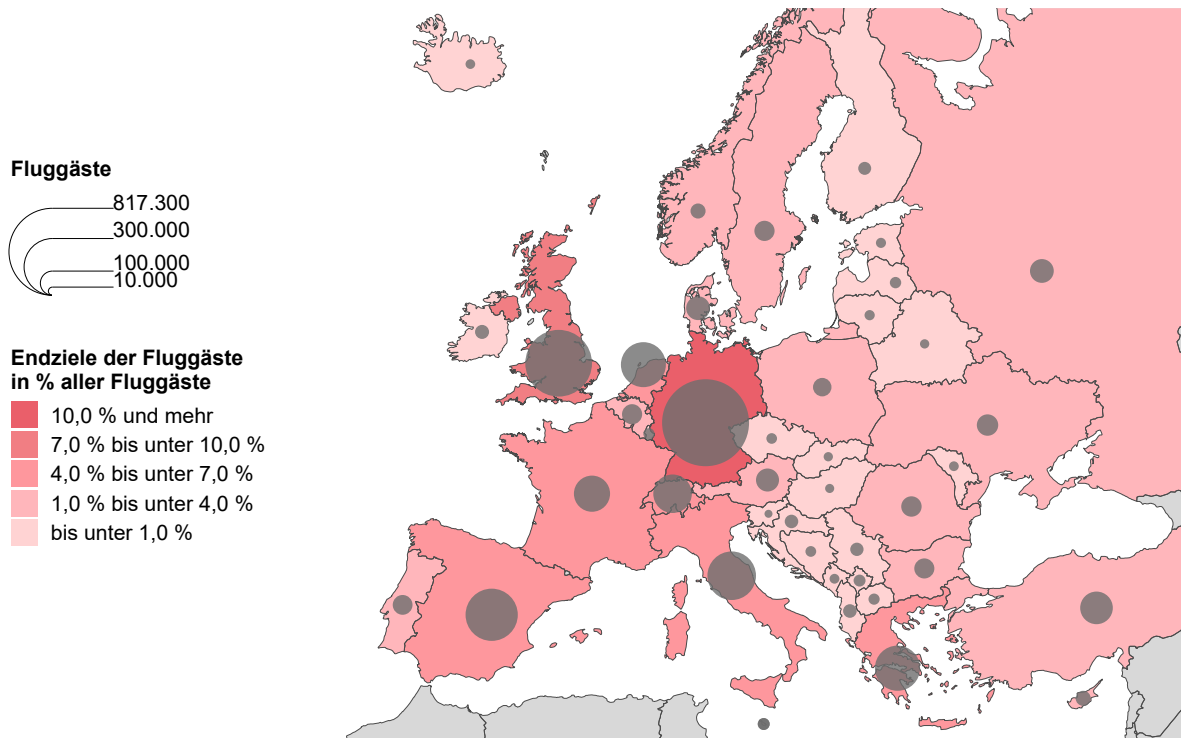 Fluggäste
817.300
300.000
100.000
10.000
Endziele der Fluggäste
in % aller Fluggäste
10,0 % und mehr
7,0 % bis unter 10,0 %
4,0 % bis unter 7,0 %
1,0 % bis unter 4,0 %
bis unter 1,0 %